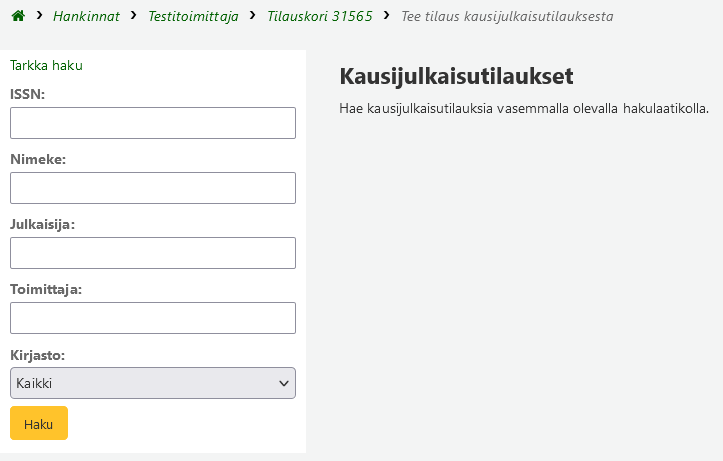 Hankinnat › Testitoimittaja › Tilauskori 31565 › Tee tilaus kausijulkaisutilauksesta
Tarkka haku
ISSN:
Nimeke:
Julkaisija:
Toimittaja:
Kirjasto:
Kaikki
Haku
Kausijulkaisutilaukset
Hae kausijulkaisutilauksia vasemmalla olevalla hakulaatikolla.